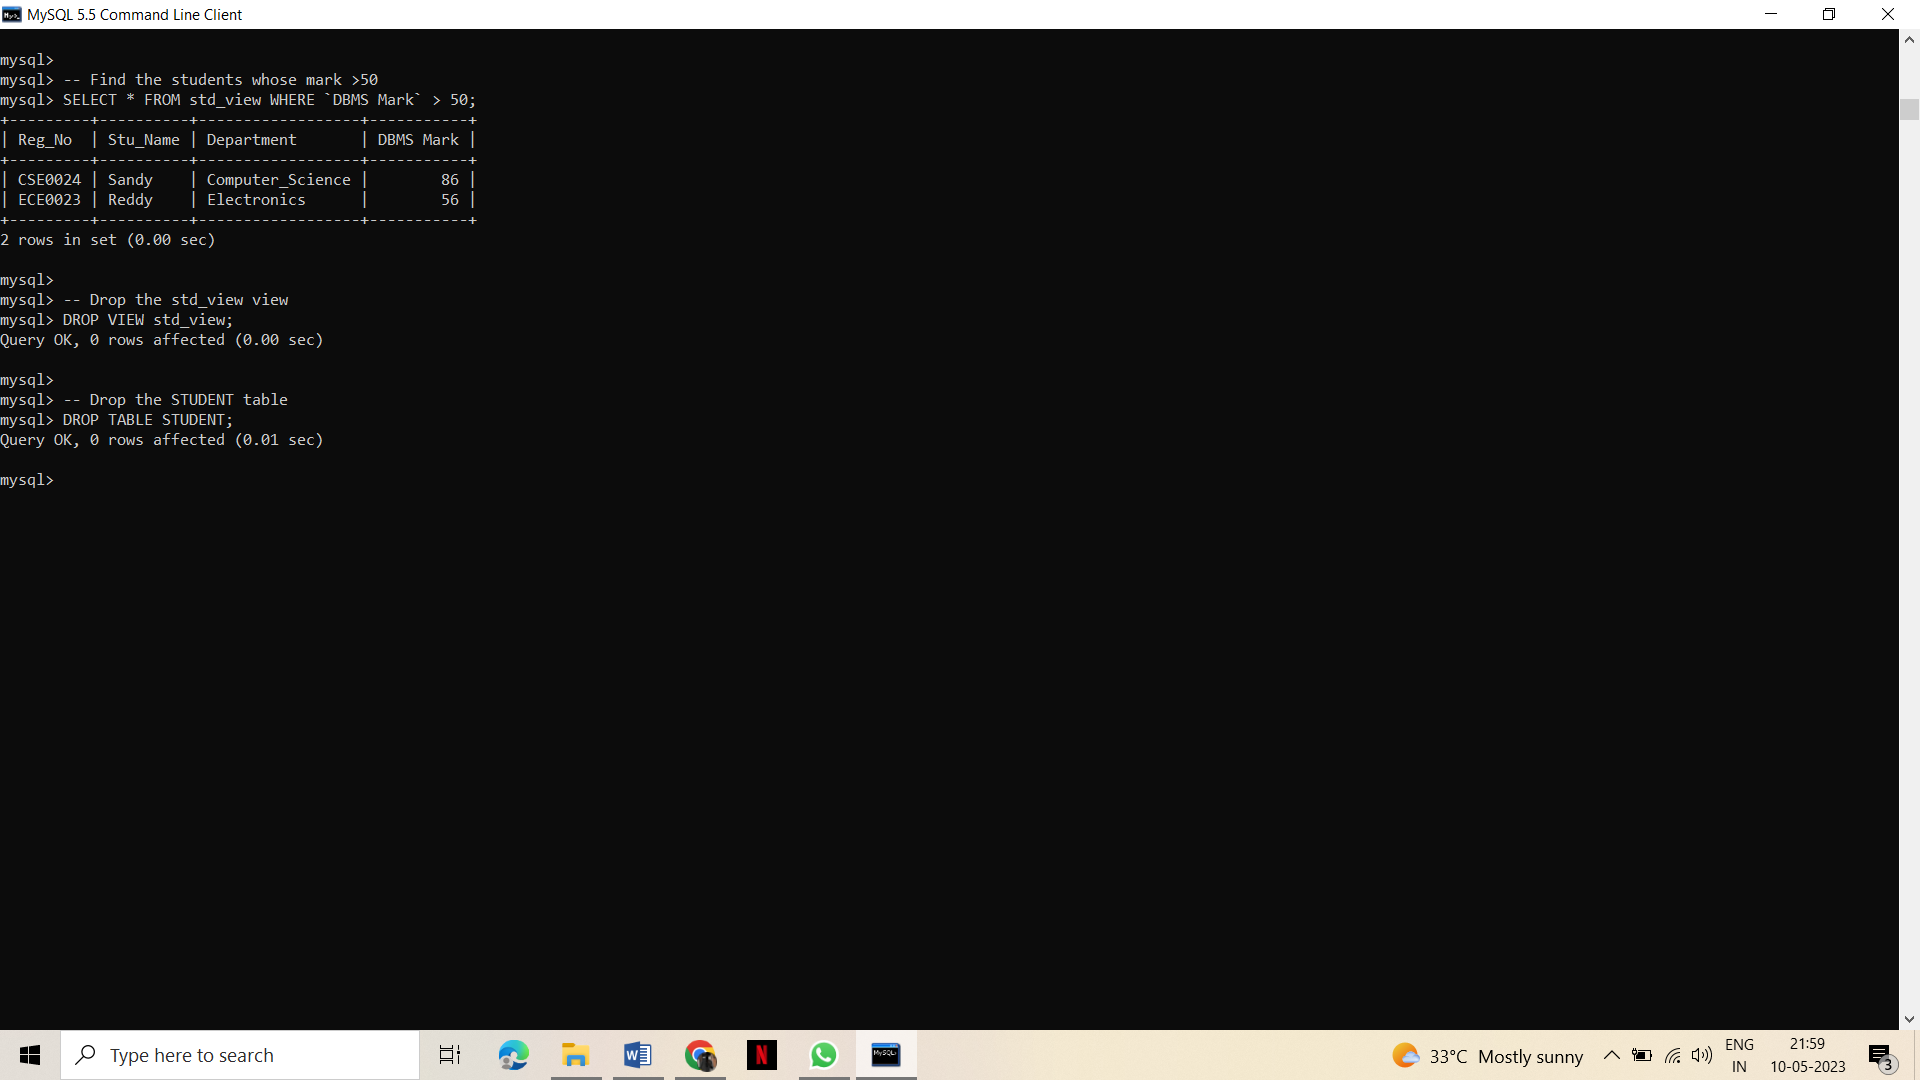 MySQL 5.5 Command Line Client
mysql>
mysql> -- Find the students whose mark >50
mysql> SELECT * FROM std_view WHERE `DBMS Mark` > 50;
+---------+----------+------------------+-----------+
| Reg_No  | Stu_Name | Department       | DBMS Mark |
+---------+----------+------------------+-----------+
| CSE0024 | Sandy    | Computer_Science |        86 |
| ECE0023 | Reddy    | Electronics      |        56 |
+---------+----------+------------------+-----------+
2 rows in set (0.00 sec)
mysql>
mysql> -- Drop the std_view view
mysql> DROP VIEW std_view;
Query OK, 0 rows affected (0.00 sec)
mysql>
mysql> -- Drop the STUDENT table
mysql> DROP TABLE STUDENT;
Query OK, 0 rows affected (0.01 sec)
mysql>
Type here to search
33°C Mostly sunny
ENG
IN
21:59
10-05-2023
3